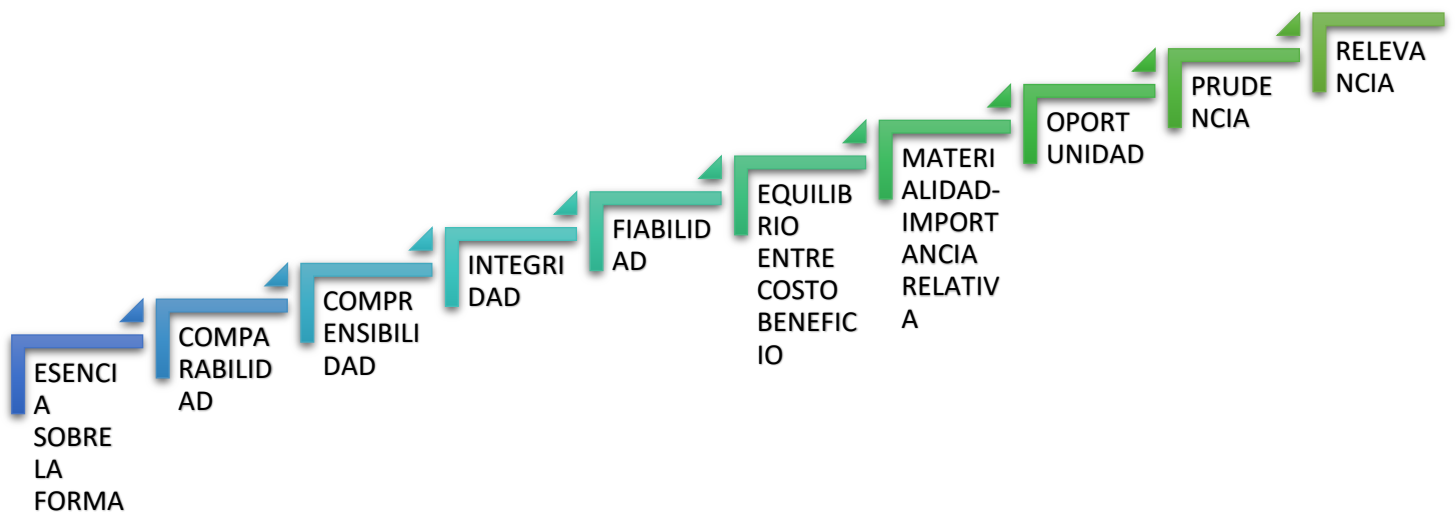 ESENCI
A
SOBRE
LA
FORMA
COMPA
RABILID
AD
COMPR
ENSIBILI
DAD
INTEGRI
DAD
FIABILID
AD
EQUILIB
RIO
ENTRE
COSTO
BENEFIC
IO
MATERI
ALIDAD-
IMPORT
ANCIA
RELATIV
A
OPORT
UNIDAD
PRUDE
NCIA
RELEVA
NCIA